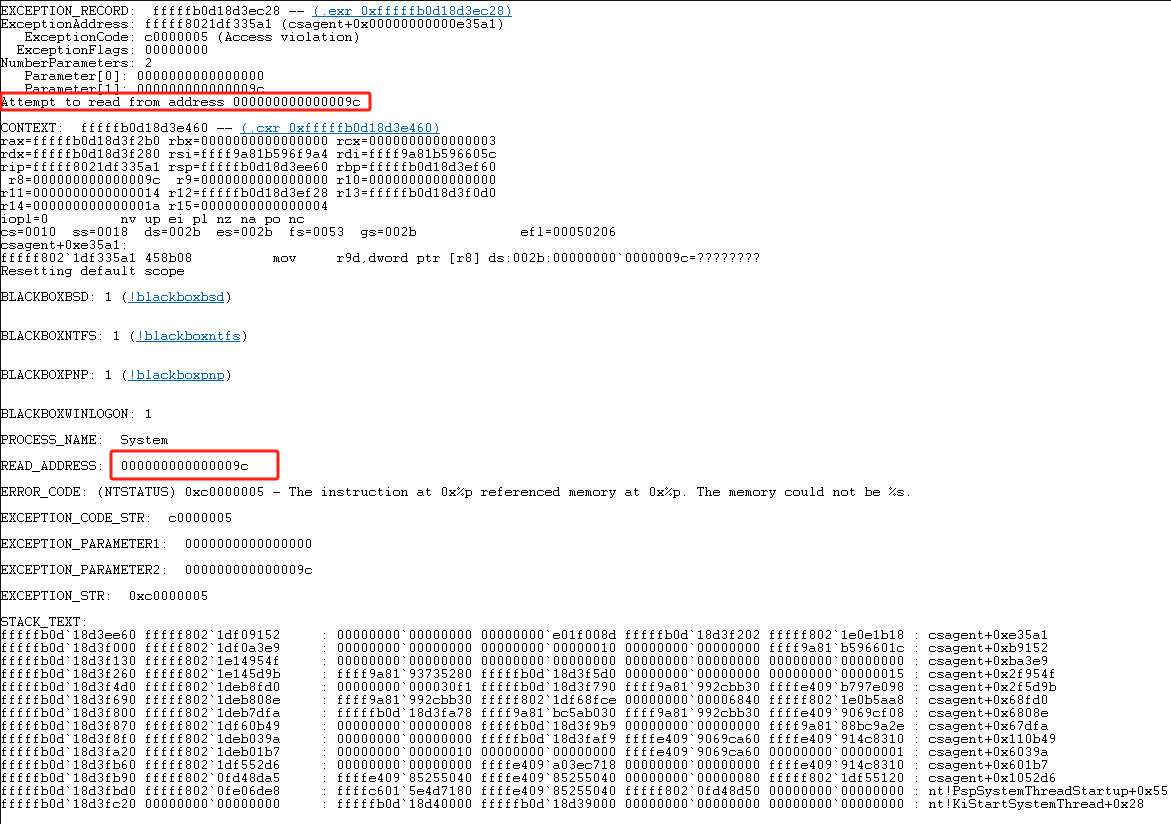 EXCEPTION_RECORD:  fffffb0d18d3ec28 -- (.exr 0xfffffb0d18d3ec28)
ExceptionAddress: fffff8021df335a1 (csagent+0x00000000000e35a1)
   ExceptionCode: c0000005 (Access violation)
  ExceptionFlags: 00000000
NumberParameters: 2
   Parameter[0]: 0000000000000000
   Parameter[1]: 000000000000009c
Attempt to read from address 000000000000009c
CONTEXT:  fffffb0d18d3e460 -- (.cxr 0xfffffb0d18d3e460)
rax=fffffb0d18d3f2b0 rbx=0000000000000000 rcx=0000000000000003
rdx=fffffb0d18d3f280 rsi=ffff9a81b596f9a4 rdi=ffff9a81b596605c
rip=fffff8021df335a1 rsp=fffffb0d18d3ee60 rbp=fffffb0d18d3ef60
 r8=000000000000009c  r9=0000000000000000 r10=0000000000000000
r11=0000000000000014 r12=fffffb0d18d3ef28 r13=fffffb0d18d3f0d0
r14=000000000000001a r15=0000000000000004
iopl=0         nv up ei pl nz na po nc
cs=0010  ss=0018  ds=002b  es=002b  fs=0053  gs=002b             efl=00050206
csagent+0xe35a1:
fffff802`1df335a1 458b08          mov     r9d,dword ptr [r8] ds:002b:00000000`0000009c=????????
Resetting default scope
BLACKBOXBSD: 1 (!blackboxbsd)
BLACKBOXNTFS: 1 (!blackboxntfs)
BLACKBOXPNP: 1 (!blackboxpnp)
BLACKBOXWINLOGON: 1
PROCESS_NAME:  System
READ_ADDRESS:  000000000000009c
ERROR_CODE: (NTSTATUS) 0xc0000005 - The instruction at 0x%p referenced memory at 0x%p. The memory could not be %s.
EXCEPTION_CODE_STR:  c0000005
EXCEPTION_PARAMETER1:  0000000000000000
EXCEPTION_PARAMETER2:  000000000000009c
EXCEPTION_STR:  0xc0000005
STACK_TEXT:
fffffb0d`18d3ee60 fffff802`1df09152     : 00000000`00000000 00000000`e01f008d fffffb0d`18d3f202 fffff802`1e0e1b18 : csagent+0xe35a1
fffffb0d`18d3f000 fffff802`1df0a3e9     : 00000000`00000000 00000000`00000010 00000000`00000000 ffff9a81`b596601c : csagent+0xb9152
fffffb0d`18d3f130 fffff802`1e14954f     : 00000000`00000000 00000000`00000000 00000000`00000000 00000000`00000000 : csagent+0xba3e9
fffffb0d`18d3f260 fffff802`1e145d9b     : ffff9a81`93735280 fffffb0d`18d3f5d0 00000000`00000000 00000000`00000015 : csagent+0x2f954f
fffffb0d`18d3f4d0 fffff802`1deb8fd0     : 00000000`000030f1 fffffb0d`18d3f790 ffff9a81`992cbb30 ffffe409`b797e098 : csagent+0x2f5d9b
fffffb0d`18d3f690 fffff802`1deb808e     : ffff9a81`992cbb30 fffff802`1df68fce 00000000`00006840 fffff802`1e0b5aa8 : csagent+0x68fd0
fffffb0d`18d3f800 fffff802`1deb7dfa     : fffffb0d`18d3fa78 ffff9a81`bc5ab030 ffff9a81`992cbb30 ffffe409`9069cf08 : csagent+0x6808e
fffffb0d`18d3f870 fffff802`1df60b49     : 00000000`00000008 fffffb0d`18d3f9b9 00000000`00000000 ffff9a81`88bc9a2e : csagent+0x67dfa
fffffb0d`18d3f8f0 fffff802`1deb039a     : 00000000`00000000 fffffb0d`18d3faf9 ffffe409`9069ca60 ffffe409`914c8310 : csagent+0x110b49
fffffb0d`18d3fa20 fffff802`1deb01b7     : 00000000`00000010 00000000`00000000 ffffe409`9069ca60 00000000`00000001 : csagent+0x6039a
fffffb0d`18d3fb60 fffff802`1df552d6     : 00000000`00000000 ffffe409`a03ec718 00000000`00000000 ffffe409`914c8310 : csagent+0x601b7
fffffb0d`18d3fb90 fffff802`0fd48da5     : ffffe409`85255040 ffffe409`85255040 00000000`00000080 fffff802`1df55120 : csagent+0x1052d6
fffffb0d`18d3fbd0 fffff802`0fe06de8     : ffffc601`5e4d7180 ffffe409`85255040 fffff802`0fd48d50 00000000`00000000 : nt!PspSystemThreadStartup+0x55
fffffb0d`18d3fc20 00000000`00000000     : fffffb0d`18d40000 fffffb0d`18d39000 00000000`00000000 00000000`00000000 : nt!KiStartSystemThread+0x28